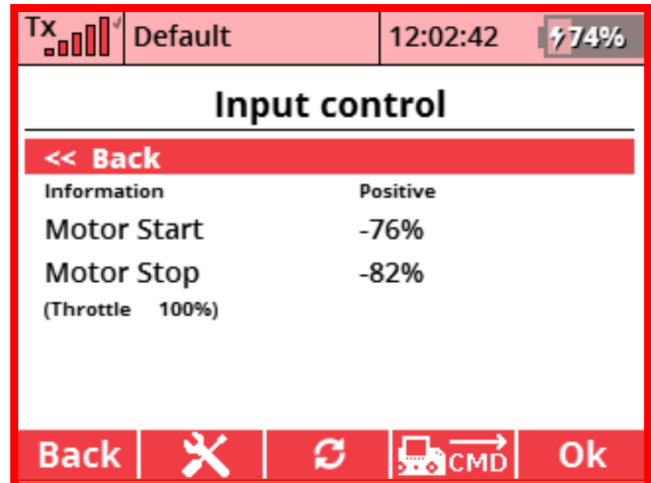 Tx Default 12:02:42 74%
Input control
<< Back
Information Positive
Motor Start -76%
Motor Stop -82%
(Throttle 100%)
Back CMD Ok